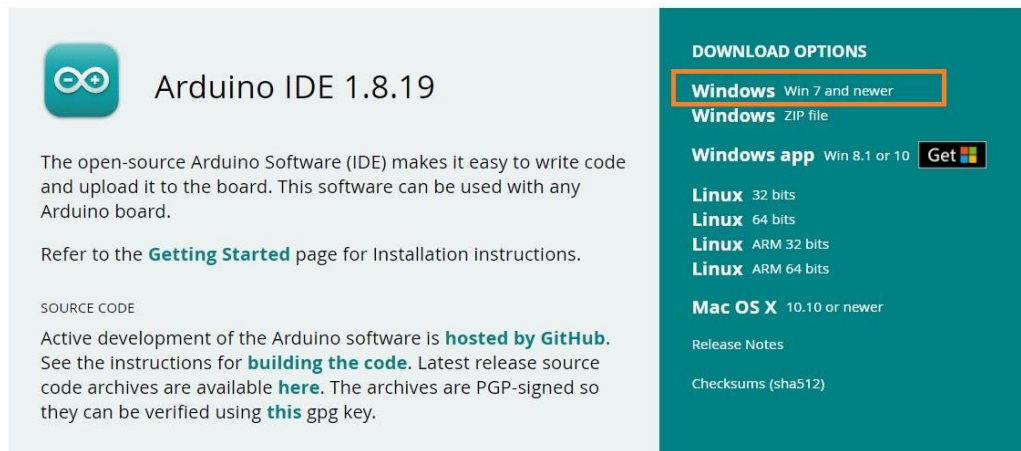 Arduino IDE 1.8.19
The open-source Arduino Software (IDE) makes it easy to write code
and upload it to the board. This software can be used with any
Arduino board.
Refer to the Getting Started page for Installation instructions.
SOURCE CODE
Active development of the Arduino software is hosted by GitHub.
See the instructions for building the code. Latest release source
code archives are available here. The archives are PGP-signed so
they can be verified using this gpg key.
DOWNLOAD OPTIONS
Windows Win 7 and newer
Windows ZIP file
Windows app Win 8.1 or 10 Get
Linux 32 bits
Linux 64 bits
Linux ARM 32 bits
Linux ARM 64 bits
Mac OS X 10.10 or newer
Release Notes
Checksums (sha512)